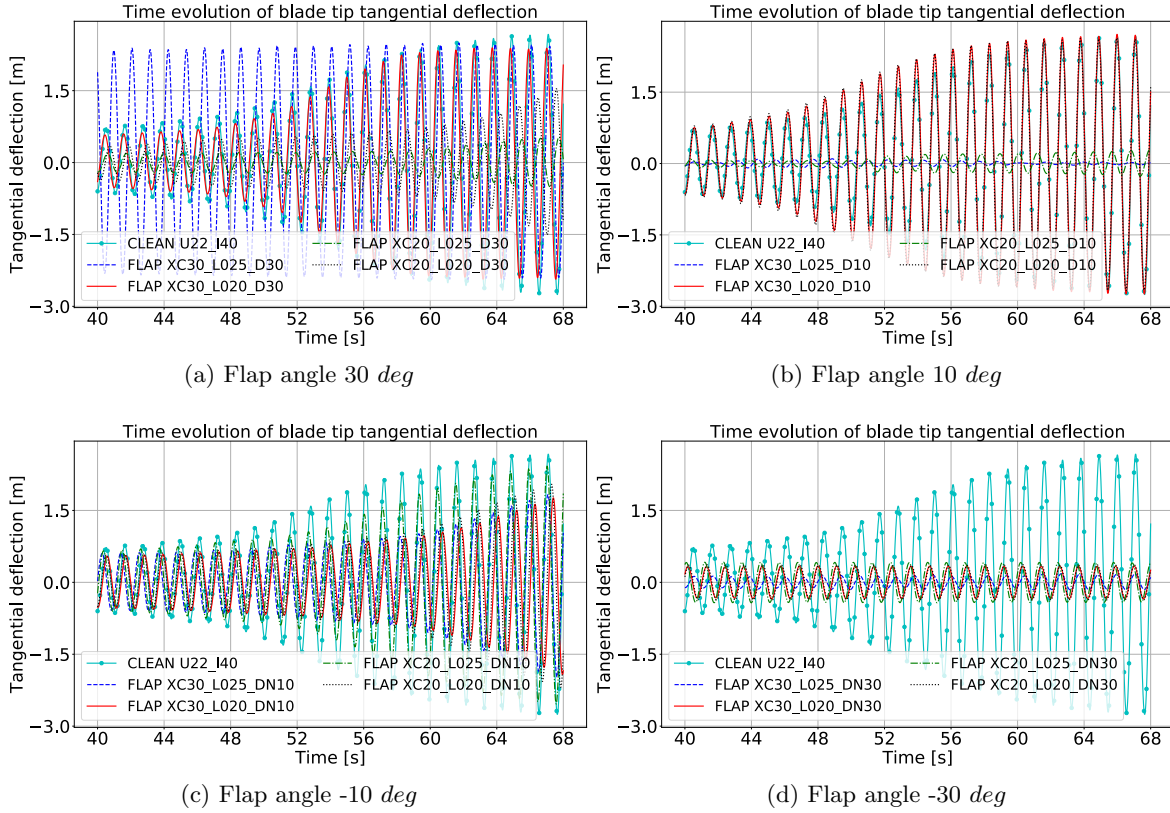 Time evolution of blade tip tangential deflection
Tangential deflection [m]
1.5
0.0
−1.5
−3.0
CLEAN U22_I40
FLAP XC30_L025_D30
FLAP XC30_L020_D30
FLAP XC20_L025_D30
FLAP XC20_L020_D30
40 44 48 52 56 60 64 68
Time [s]
(a) Flap angle 30 deg
Time evolution of blade tip tangential deflection
Tangential deflection [m]
1.5
0.0
−1.5
−3.0
CLEAN U22_I40
FLAP XC30_L025_D10
FLAP XC30_L020_D10
FLAP XC20_L025_D10
FLAP XC20_L020_D10
40 44 48 52 56 60 64 68
Time [s]
(b) Flap angle 10 deg
Time evolution of blade tip tangential deflection
Tangential deflection [m]
1.5
0.0
−1.5
−3.0
CLEAN U22_I40
FLAP XC30_L025_DN10
FLAP XC30_L020_DN10
FLAP XC20_L025_DN10
FLAP XC20_L020_DN10
40 44 48 52 56 60 64 68
Time [s]
(c) Flap angle -10 deg
Time evolution of blade tip tangential deflection
Tangential deflection [m]
1.5
0.0
−1.5
−3.0
CLEAN U22_I40
FLAP XC30_L025_DN30
FLAP XC30_L020_DN30
FLAP XC20_L025_DN30
FLAP XC20_L020_DN30
40 44 48 52 56 60 64 68
Time [s]
(d) Flap angle -30 deg